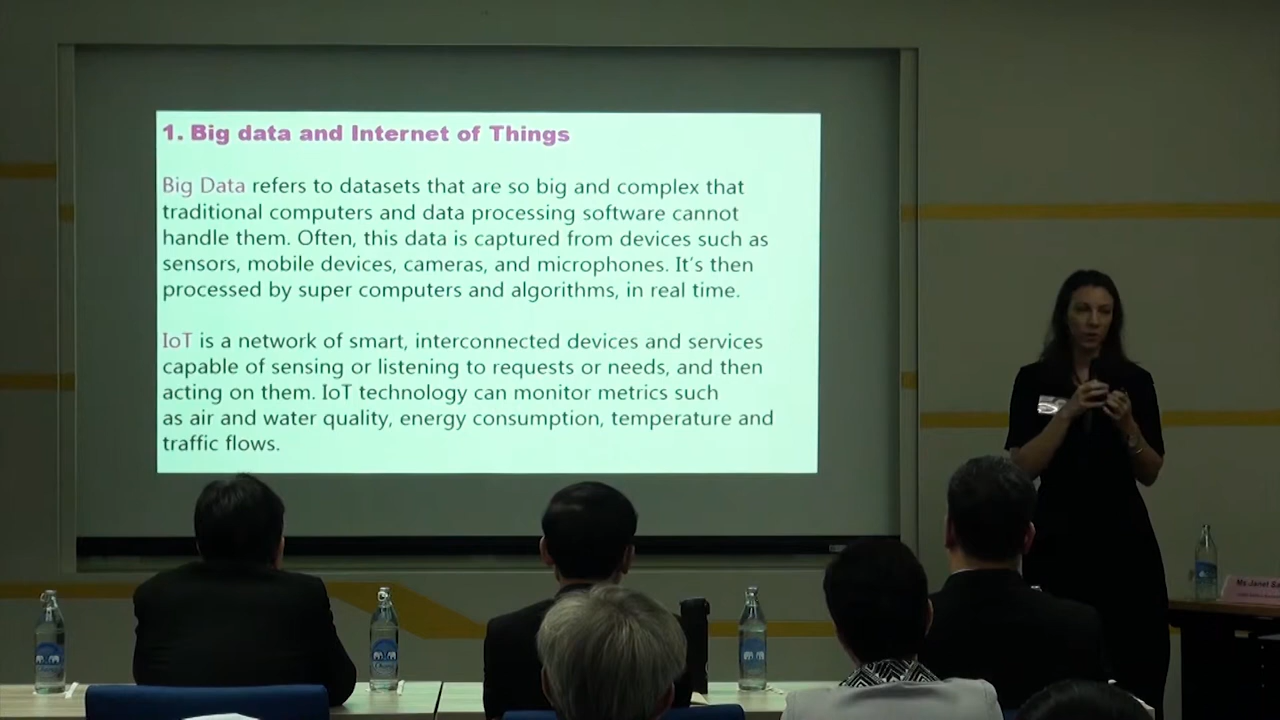 1. Big data and Internet of Things
Big Data refers to datasets that are so big and complex that
traditional computers and data processing software cannot
handle them. Often, this data is captured from devices such as
sensors, mobile devices, cameras, and microphones. It's then
processed by super computers and algorithms, in real time.
IoT is a network of smart, interconnected devices and services
capable of sensing or listening to requests or needs, and then
acting on them. IoT technology can monitor metrics such
as air and water quality, energy consumption, temperature and
traffic flows.
Ms Janet